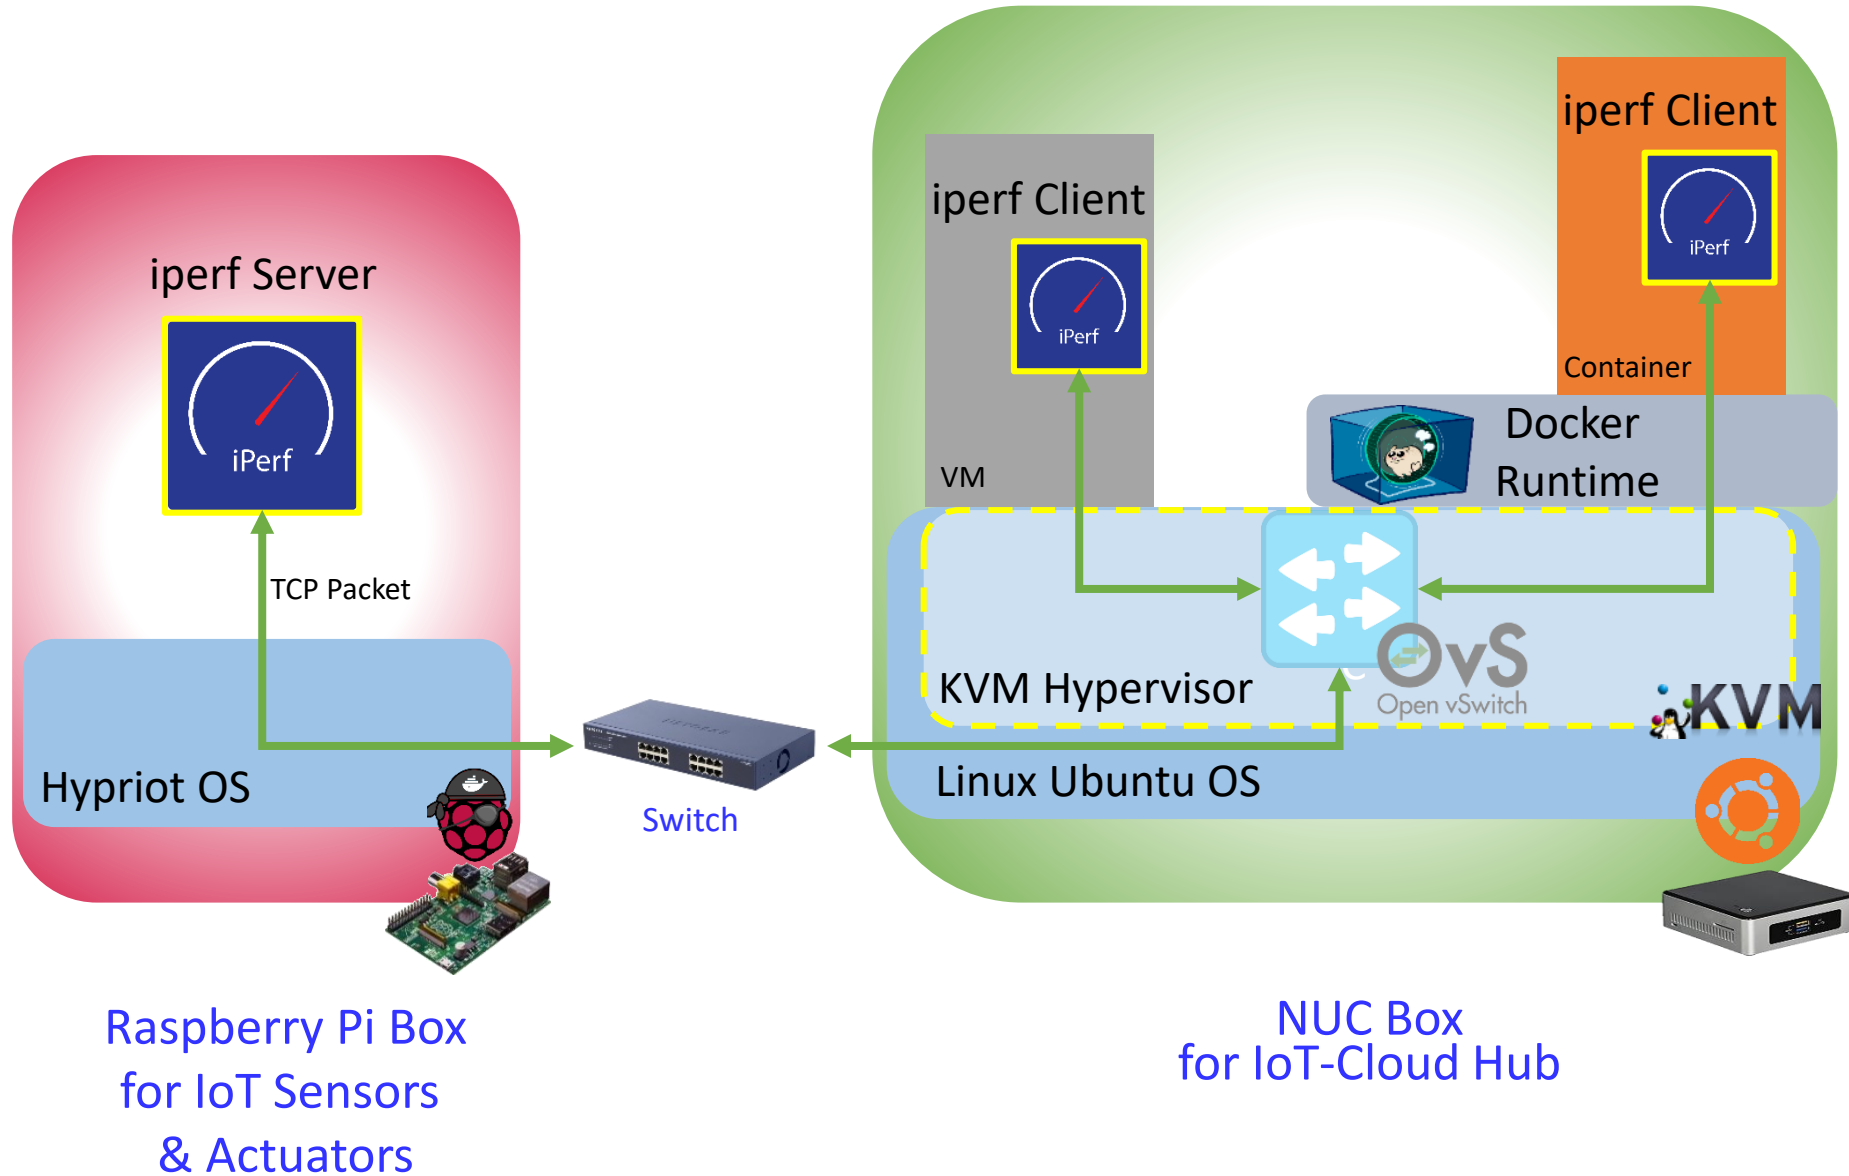 iperf Server
iPerf
TCP Packet
Hypriot OS
Raspberry Pi Box
for IoT Sensors
& Actuators
Switch
iperf Client
iPerf
VM
iperf Client
iPerf
Container
Docker
Runtime
KVM Hypervisor
OvS
Open vSwitch
KVM
Linux Ubuntu OS
NUC Box
for IoT-Cloud Hub